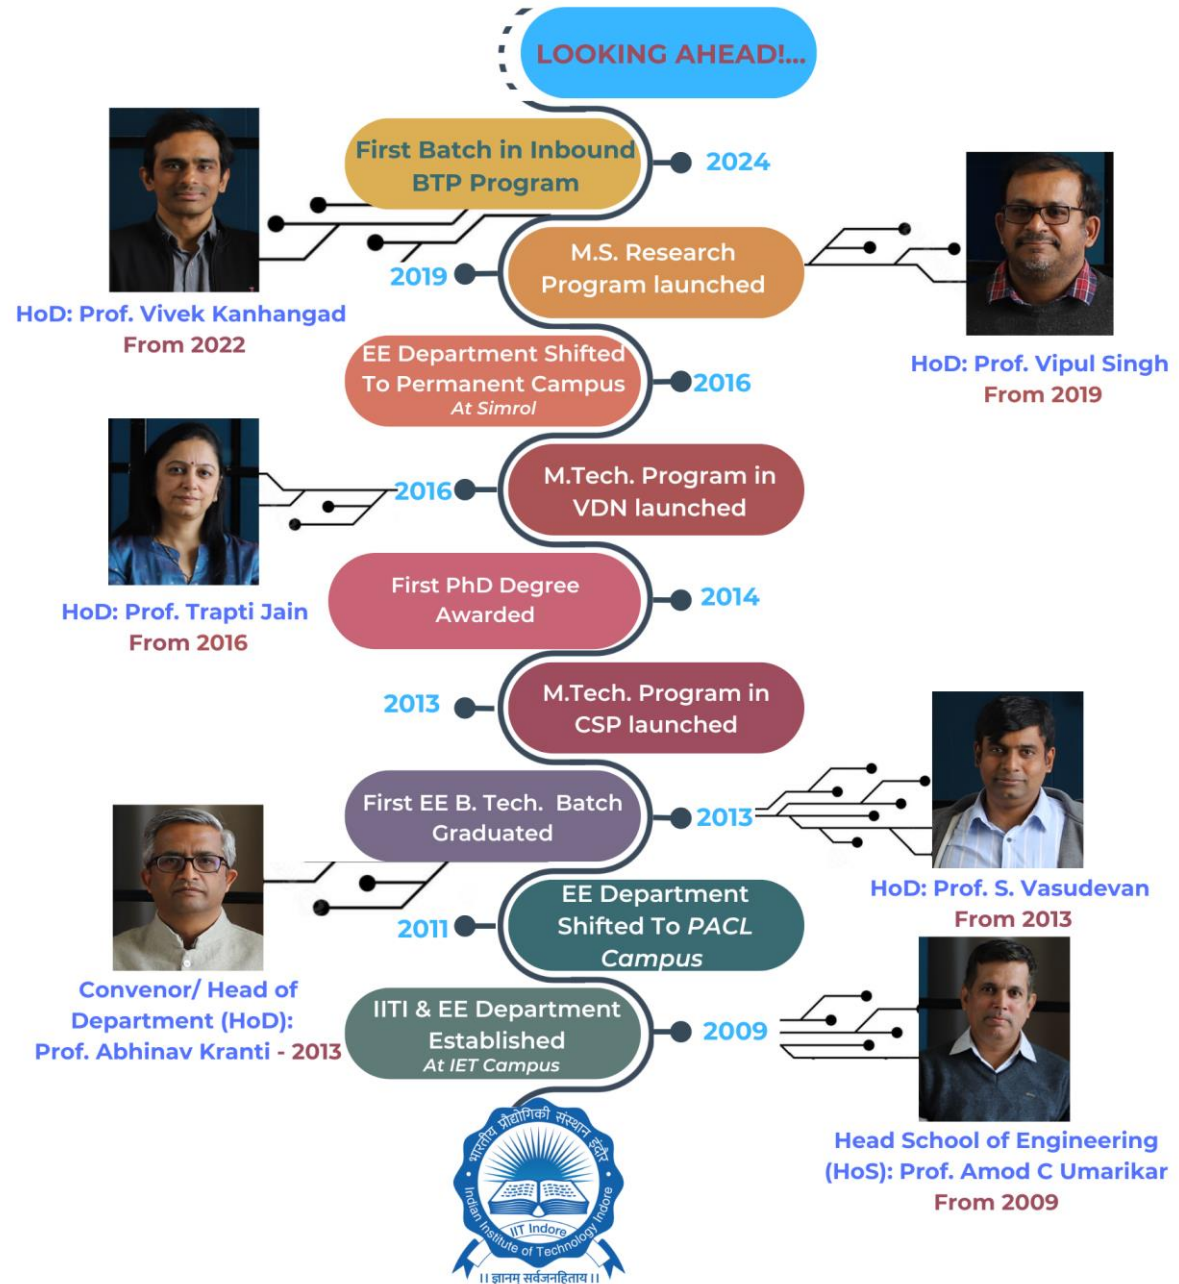 LOOKING AHEAD!...
First Batch in Inbound
BTP Program
2024
HoD: Prof. Vivek Kanhangad
From 2022
2019
M.S. Research
Program launched
HoD: Prof. Vipul Singh
From 2019
EE Department Shifted
To Permanent Campus
At Simrol
2016
2016
M.Tech. Program in
VDN launched
HoD: Prof. Trapti Jain
From 2016
First PhD Degree
Awarded
2014
2013
M.Tech. Program in
CSP launched
First EE B. Tech. Batch
Graduated
2013
HoD: Prof. S. Vasudevan
From 2013
2011
EE Department
Shifted To PACL
Campus
Convenor/ Head of
Department (HoD):
Prof. Abhinav Kranti - 2013
IITI & EE Department
Established
At IET Campus
2009
Head School of Engineering
(HoS): Prof. Amod C Umarikar
From 2009
भारतीय प्रौद्योगिकी संस्थान इंदौर
IIT Indore
Indian Institute of Technology Indore
।। ज्ञानम् सर्वजनहिताय ।।